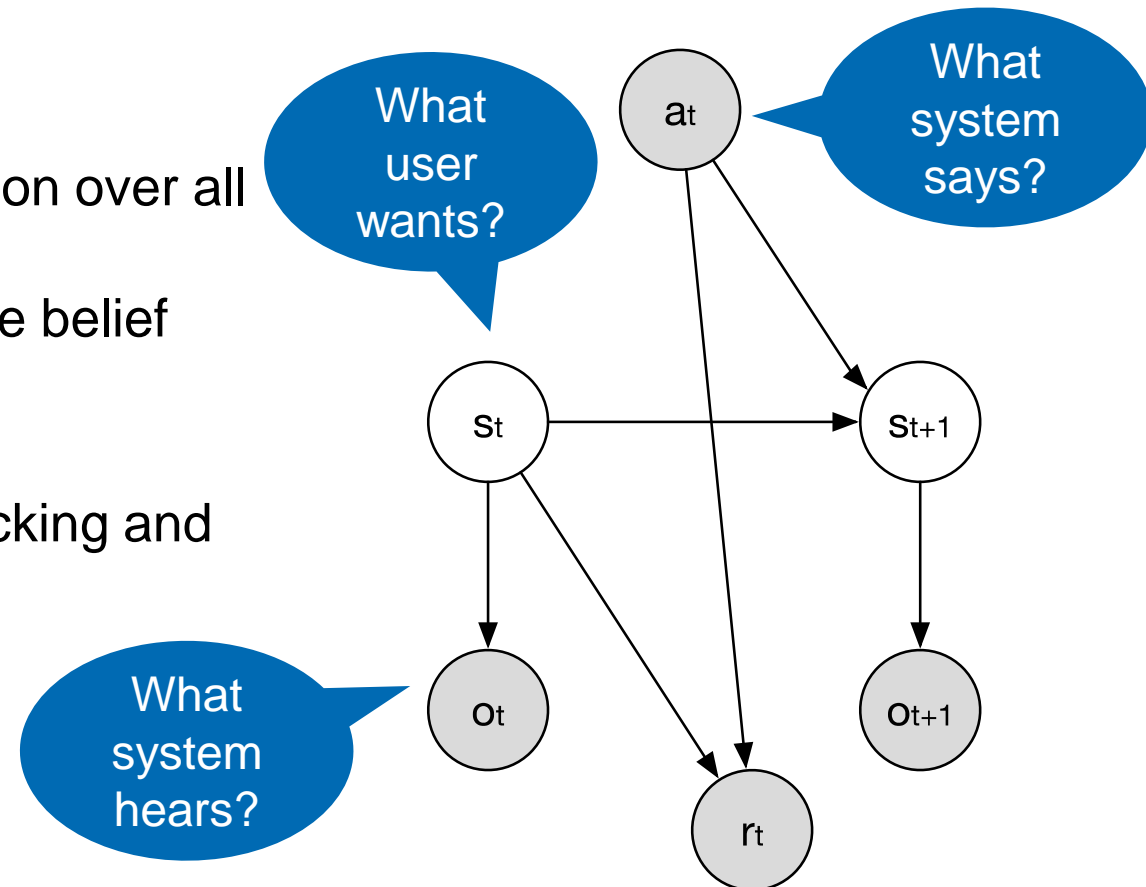 on over all
e belief
cking and
What
user
wants?
at
What
system
says?
st
st+1
What
system
hears?
ot
ot+1
rt